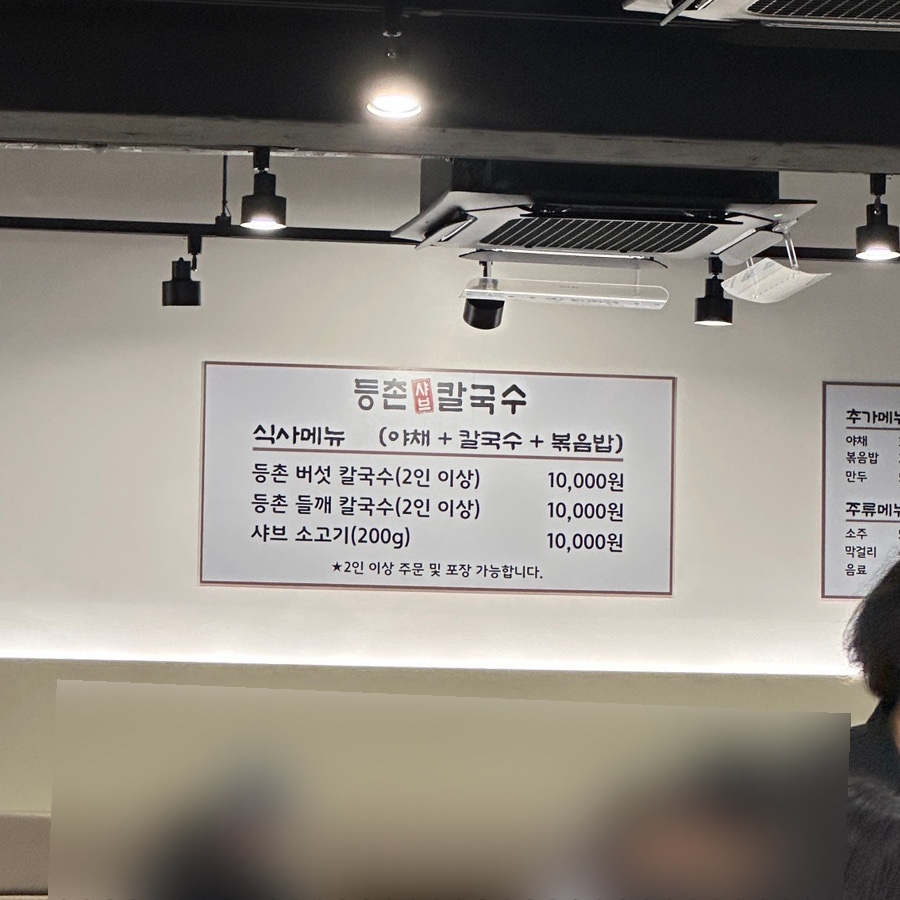 등촌샤브칼국수
식사메뉴 (야채 + 칼국수 + 볶음밥)
등촌 버섯 칼국수(2인 이상) 10,000원
등촌 들깨 칼국수(2인 이상) 10,000원
샤브 소고기(200g) 10,000원
★2인 이상 주문 및 포장 가능합니다.
추가메뉴
야채
볶음밥
만두
주류메뉴
소주
막걸리
음료